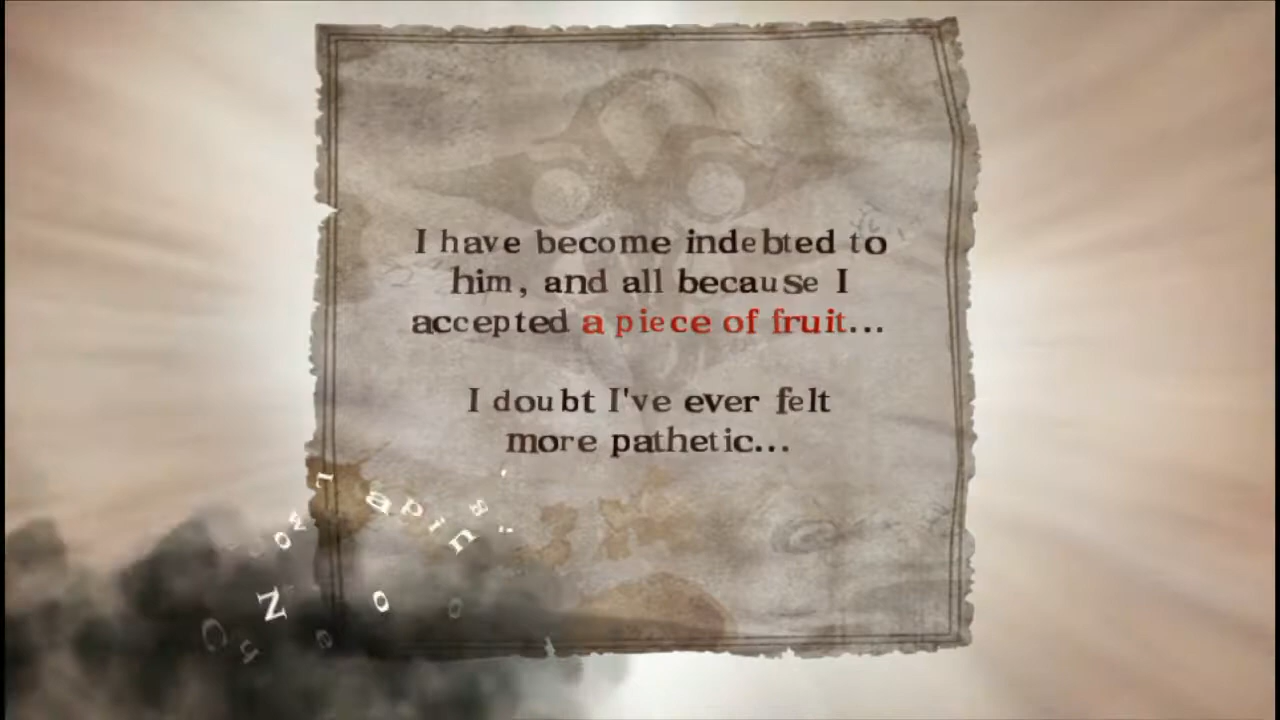 I have become indebted to
him, and all because I
accepted a piece of fruit...
I doubt I've ever felt
more pathetic...